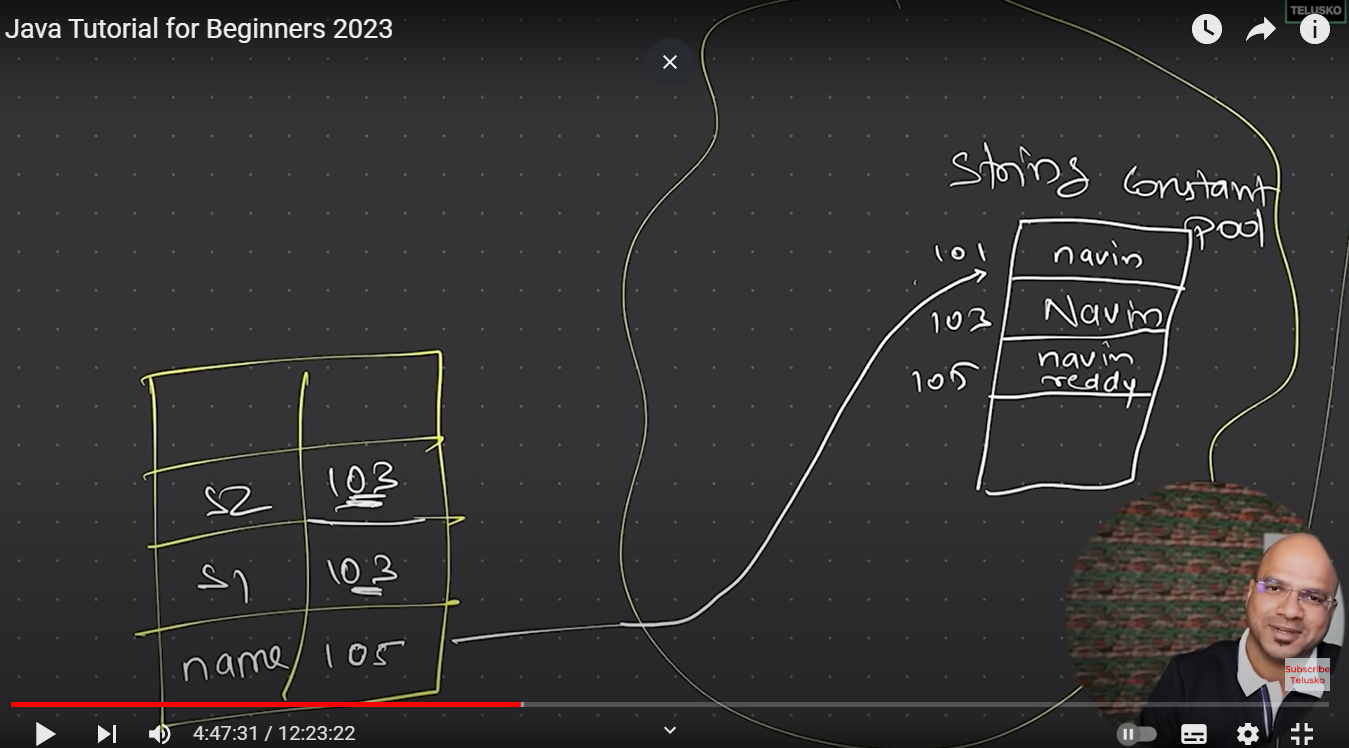 Java Tutorial for Beginners 2023
TELUSKO
String Constant
pool
101 navin
103 Navin
105 navin
reddy
S2 103
S1 103
name 105
Subscribe
Telusko
4:47:31 / 12:23:22